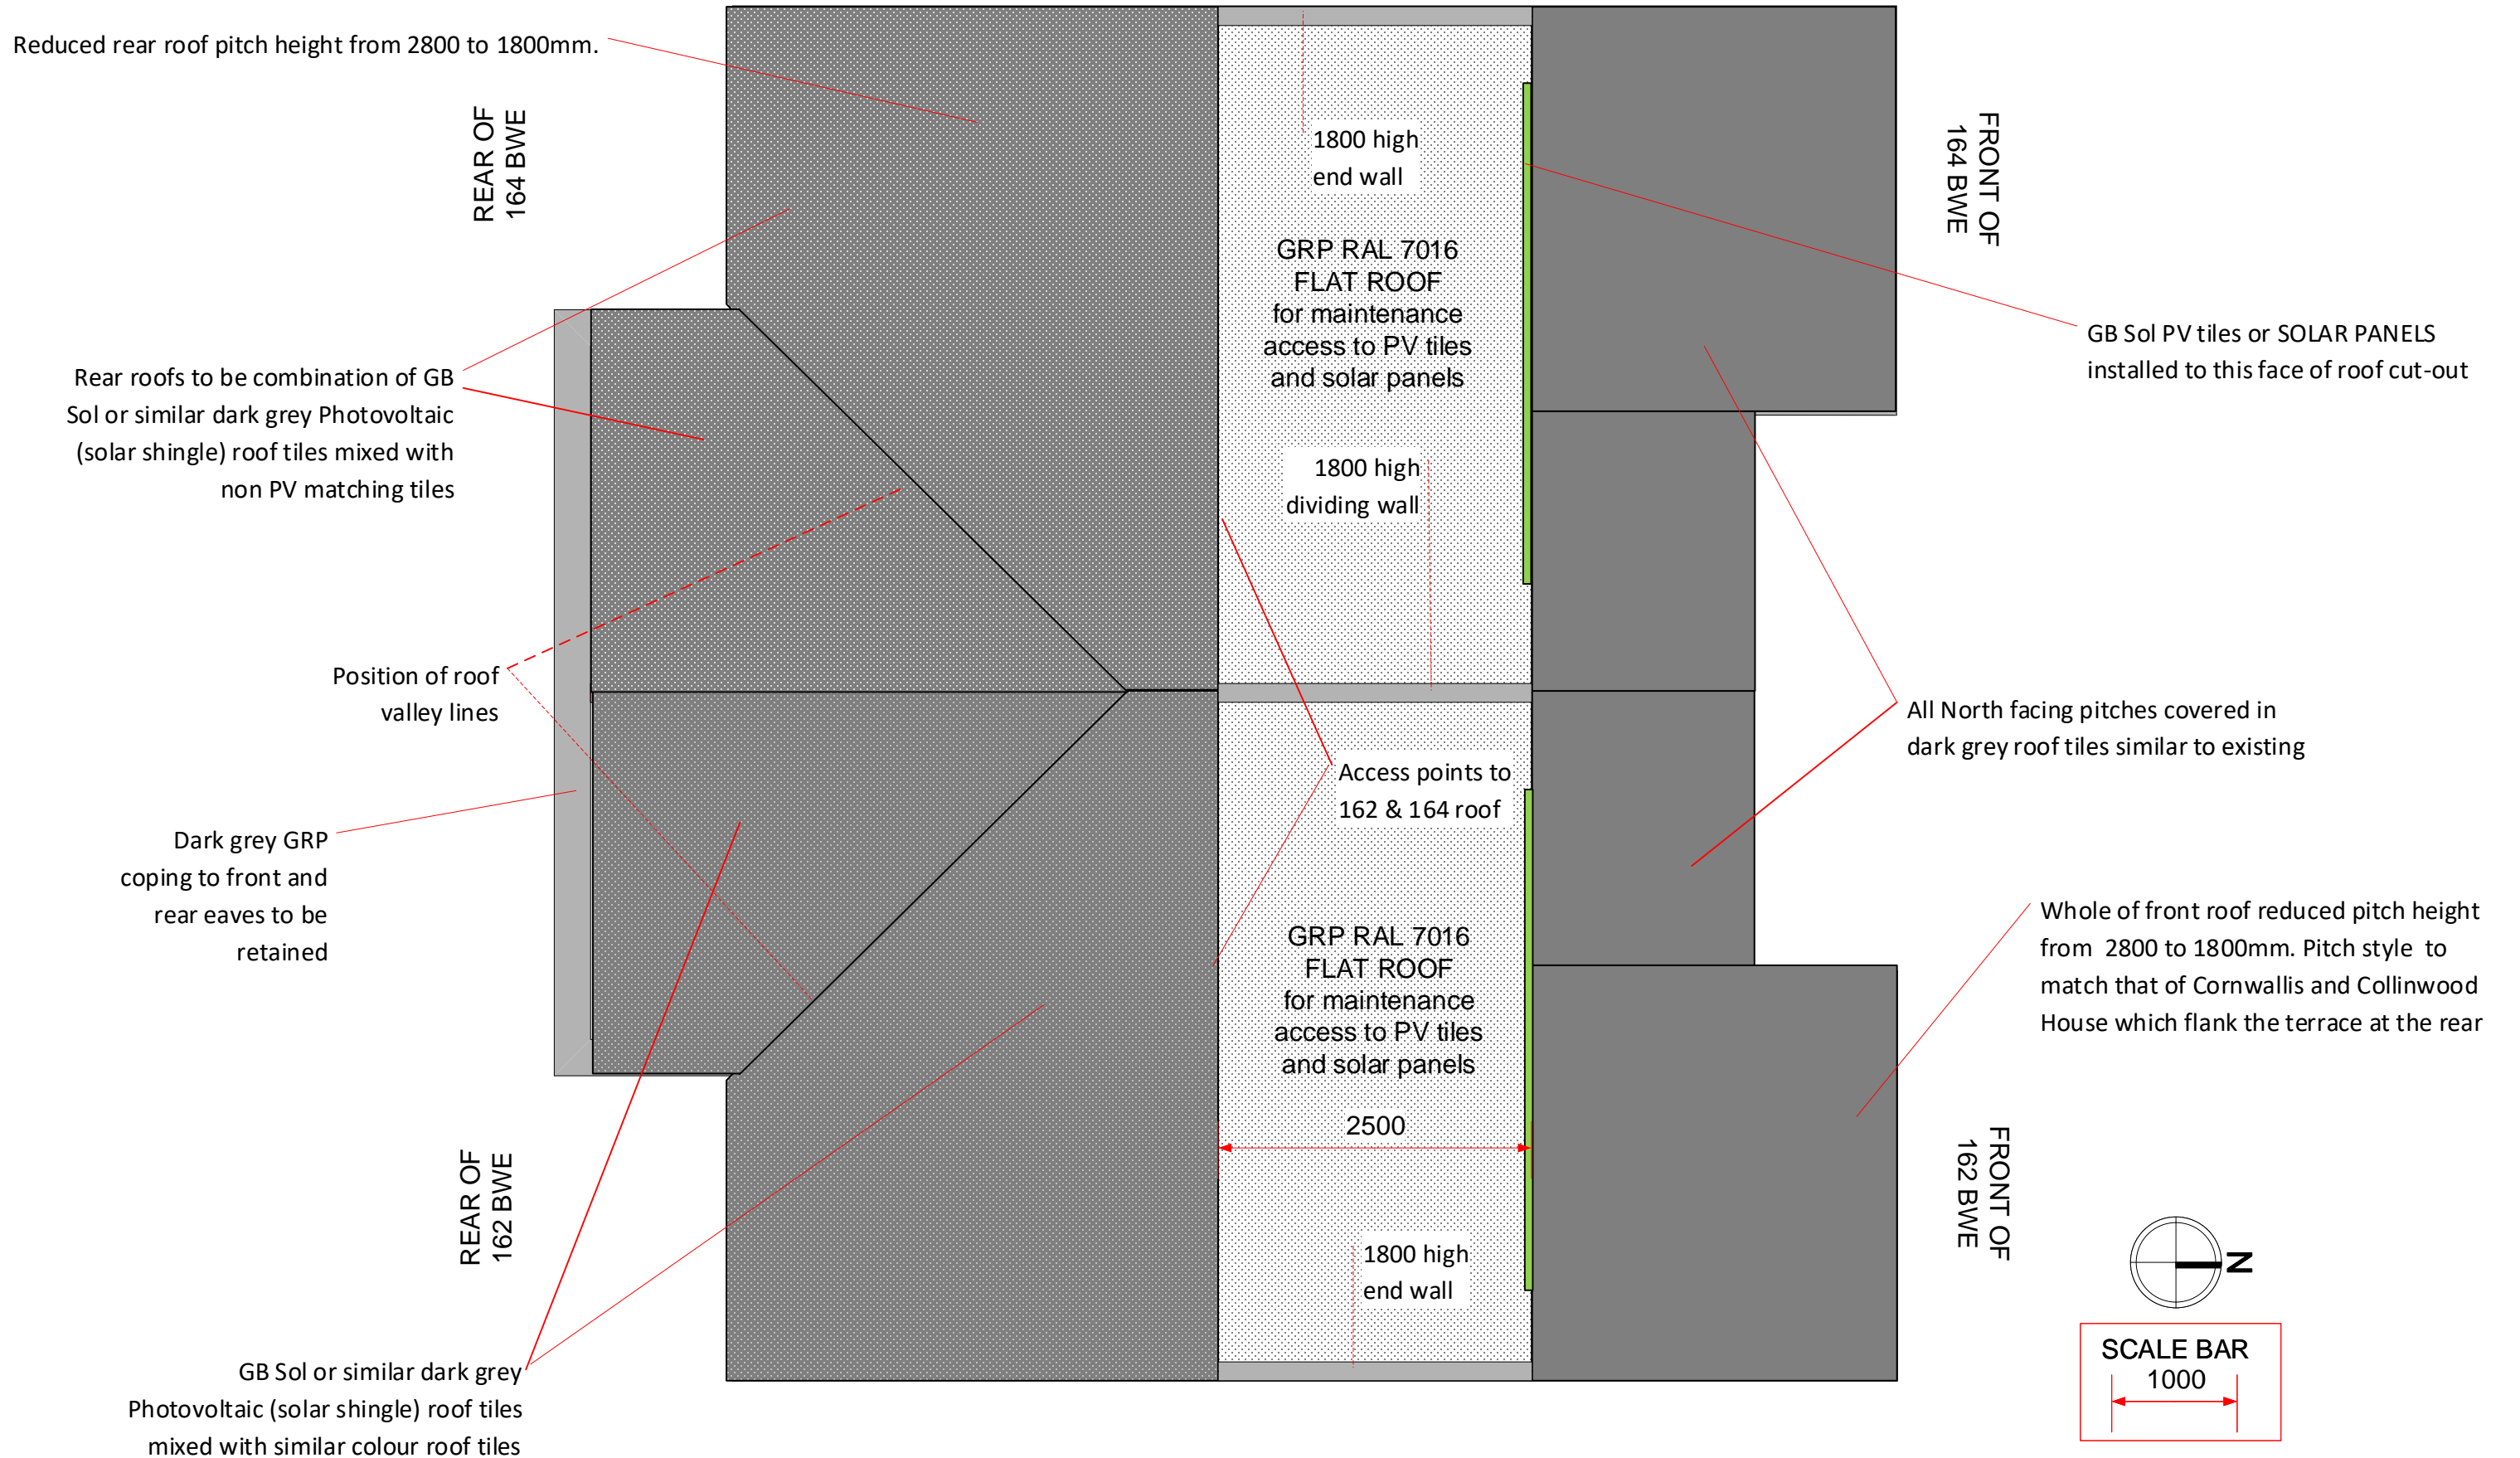 Reduced rear roof pitch height from 2800 to 1800mm.
REAR OF
164 BWE
1800 high
end wall
FRONT OF
164 BWE
GRP RAL 7016
FLAT ROOF
for maintenance
access to PV tiles
and solar panels
GB Sol PV tiles or SOLAR PANELS
installed to this face of roof cut-out
Rear roofs to be combination of GB
Sol or similar dark grey Photovoltaic
(solar shingle) roof tiles mixed with
non PV matching tiles
1800 high
dividing wall
Position of roof
valley lines
All North facing pitches covered in
dark grey roof tiles similar to existing
Access points to
162 & 164 roof
Dark grey GRP
coping to front and
rear eaves to be
retained
Whole of front roof reduced pitch height
from 2800 to 1800mm. Pitch style to
match that of Cornwallis and Collinwood
House which flank the terrace at the rear
GRP RAL 7016
FLAT ROOF
for maintenance
access to PV tiles
and solar panels
2500
REAR OF
162 BWE
FRONT OF
162 BWE
1800 high
end wall
N
SCALE BAR
1000
GB Sol or similar dark grey
Photovoltaic (solar shingle) roof tiles
mixed with similar colour roof tiles